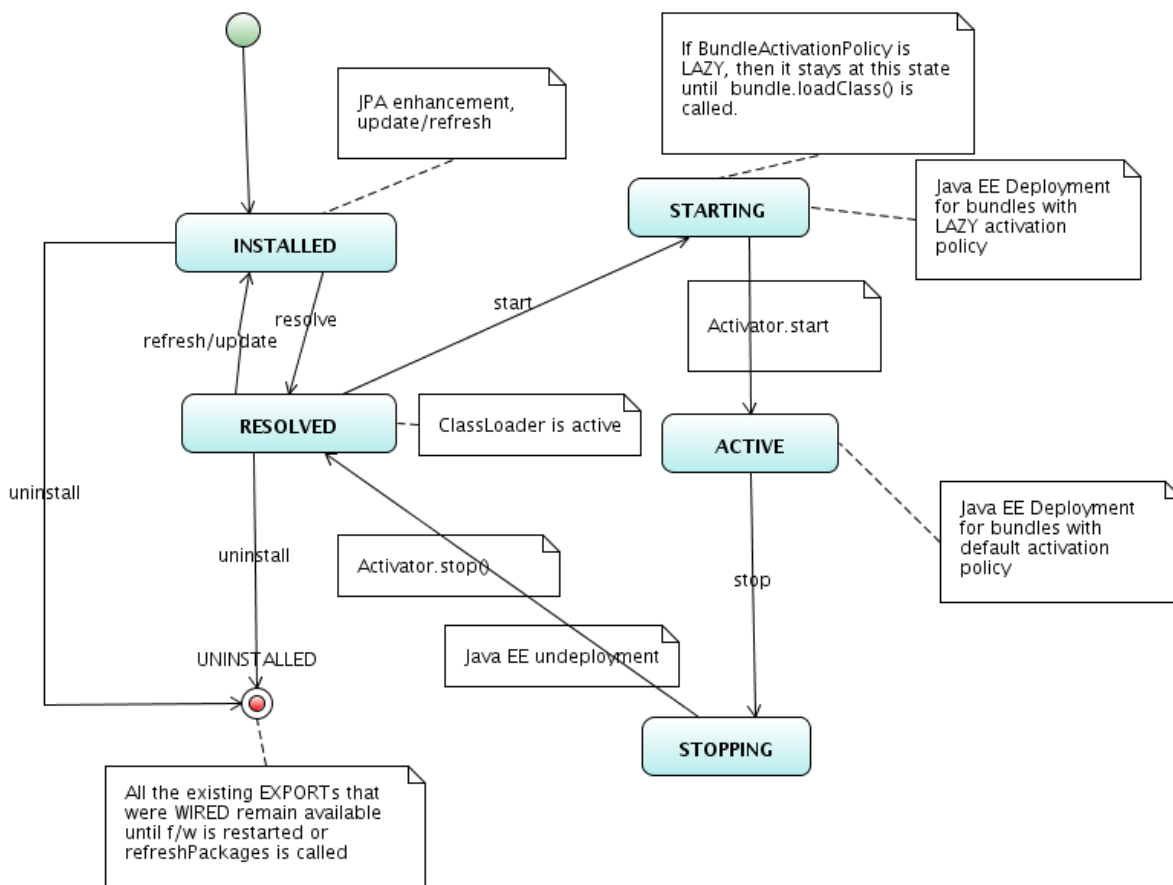 If BundleActivationPolicy is
LAZY, then it stays at this state
until bundle.loadClass() is
called.
JPA enhancement,
update/refresh
STARTING
Java EE Deployment
for bundles with
LAZY activation
policy
INSTALLED
start
resolve
refresh/update
Activator.start
RESOLVED
ClassLoader is active
ACTIVE
uninstall
Java EE Deployment
for bundles with
default activation
policy
uninstall
Activator.stop()
stop
UNINSTALLED
Java EE undeployment
STOPPING
All the existing EXPORTs that
were WIRED remain available
until f/w is restarted or
refreshPackages is called